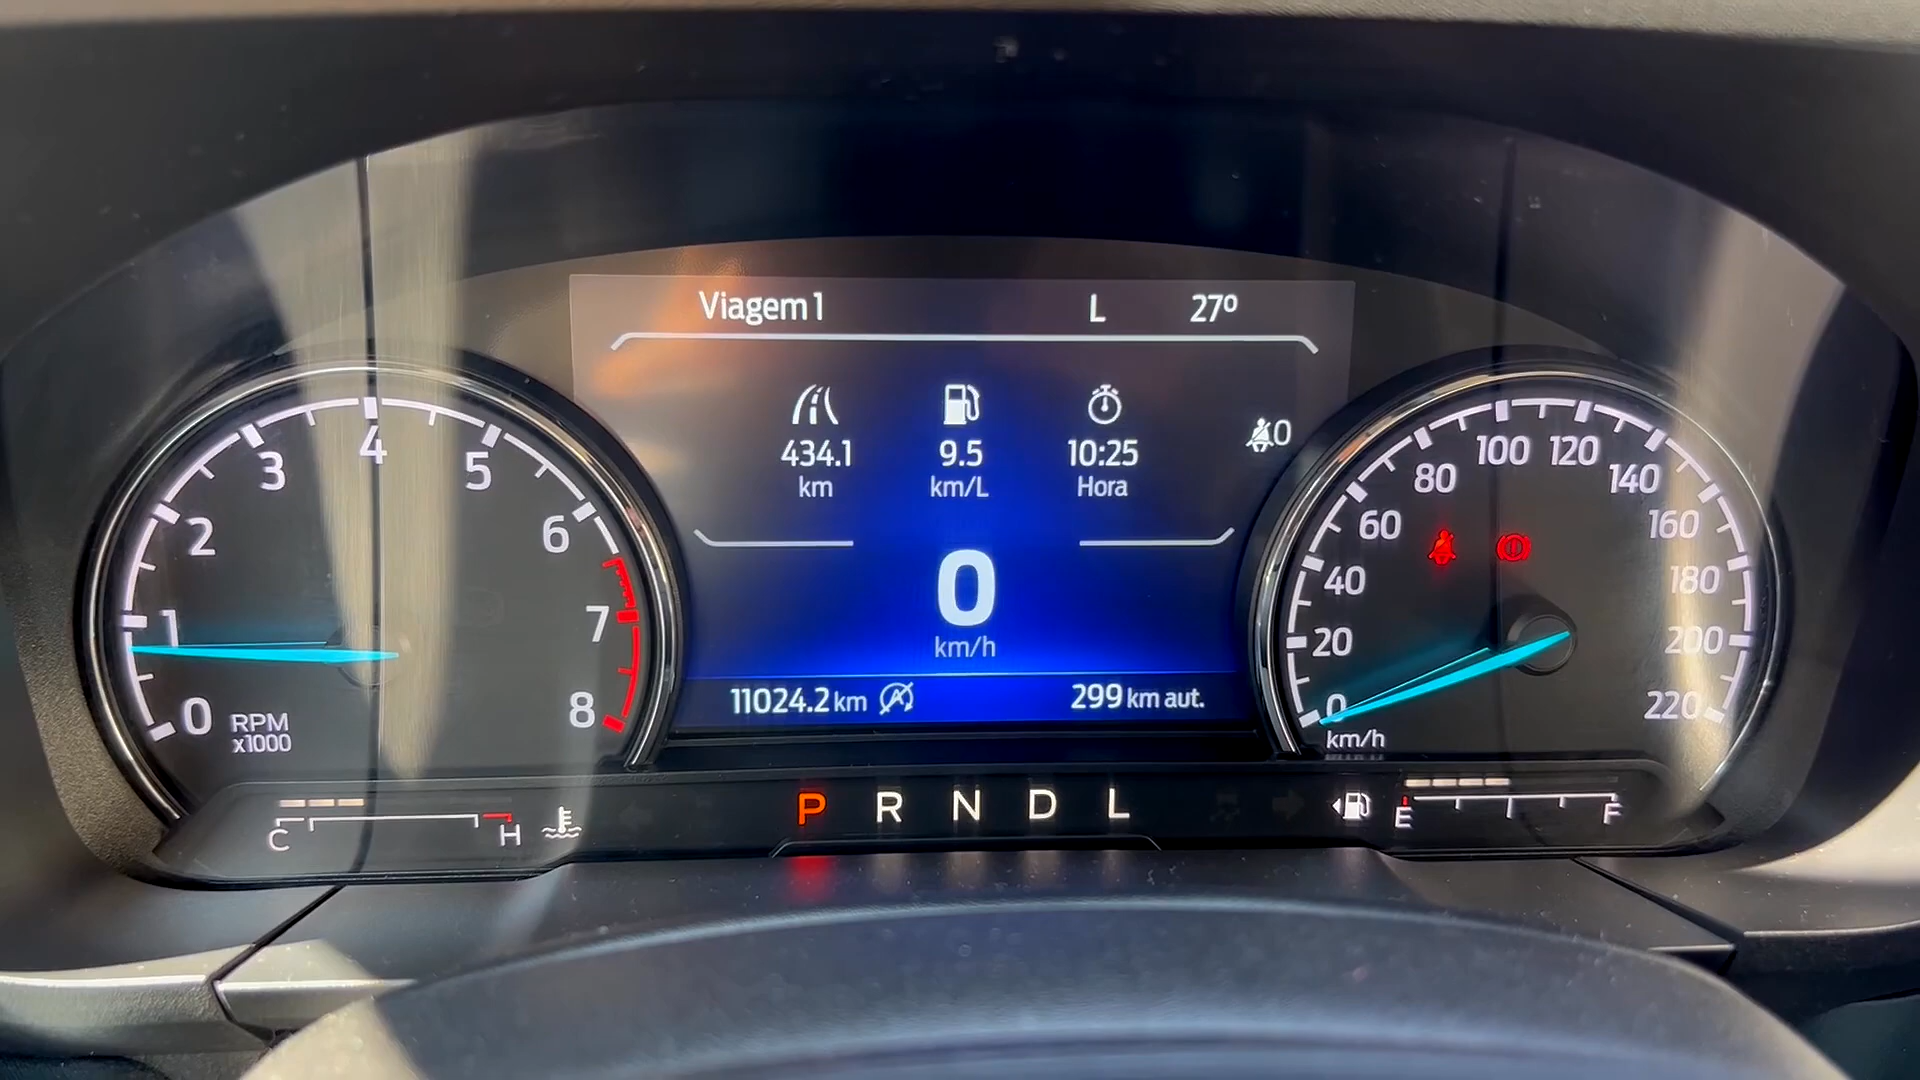 Viagem 1 L 27º
434.1 km
9.5 km/L
10:25 Hora
0
0
km/h
11024.2 km
299 km aut.
0 1 2 3 4 5 6 7 8
RPM
x1000
0 20 40 60 80 100 120 140 160 180 200 220
km/h
C H
P R N D L
E F